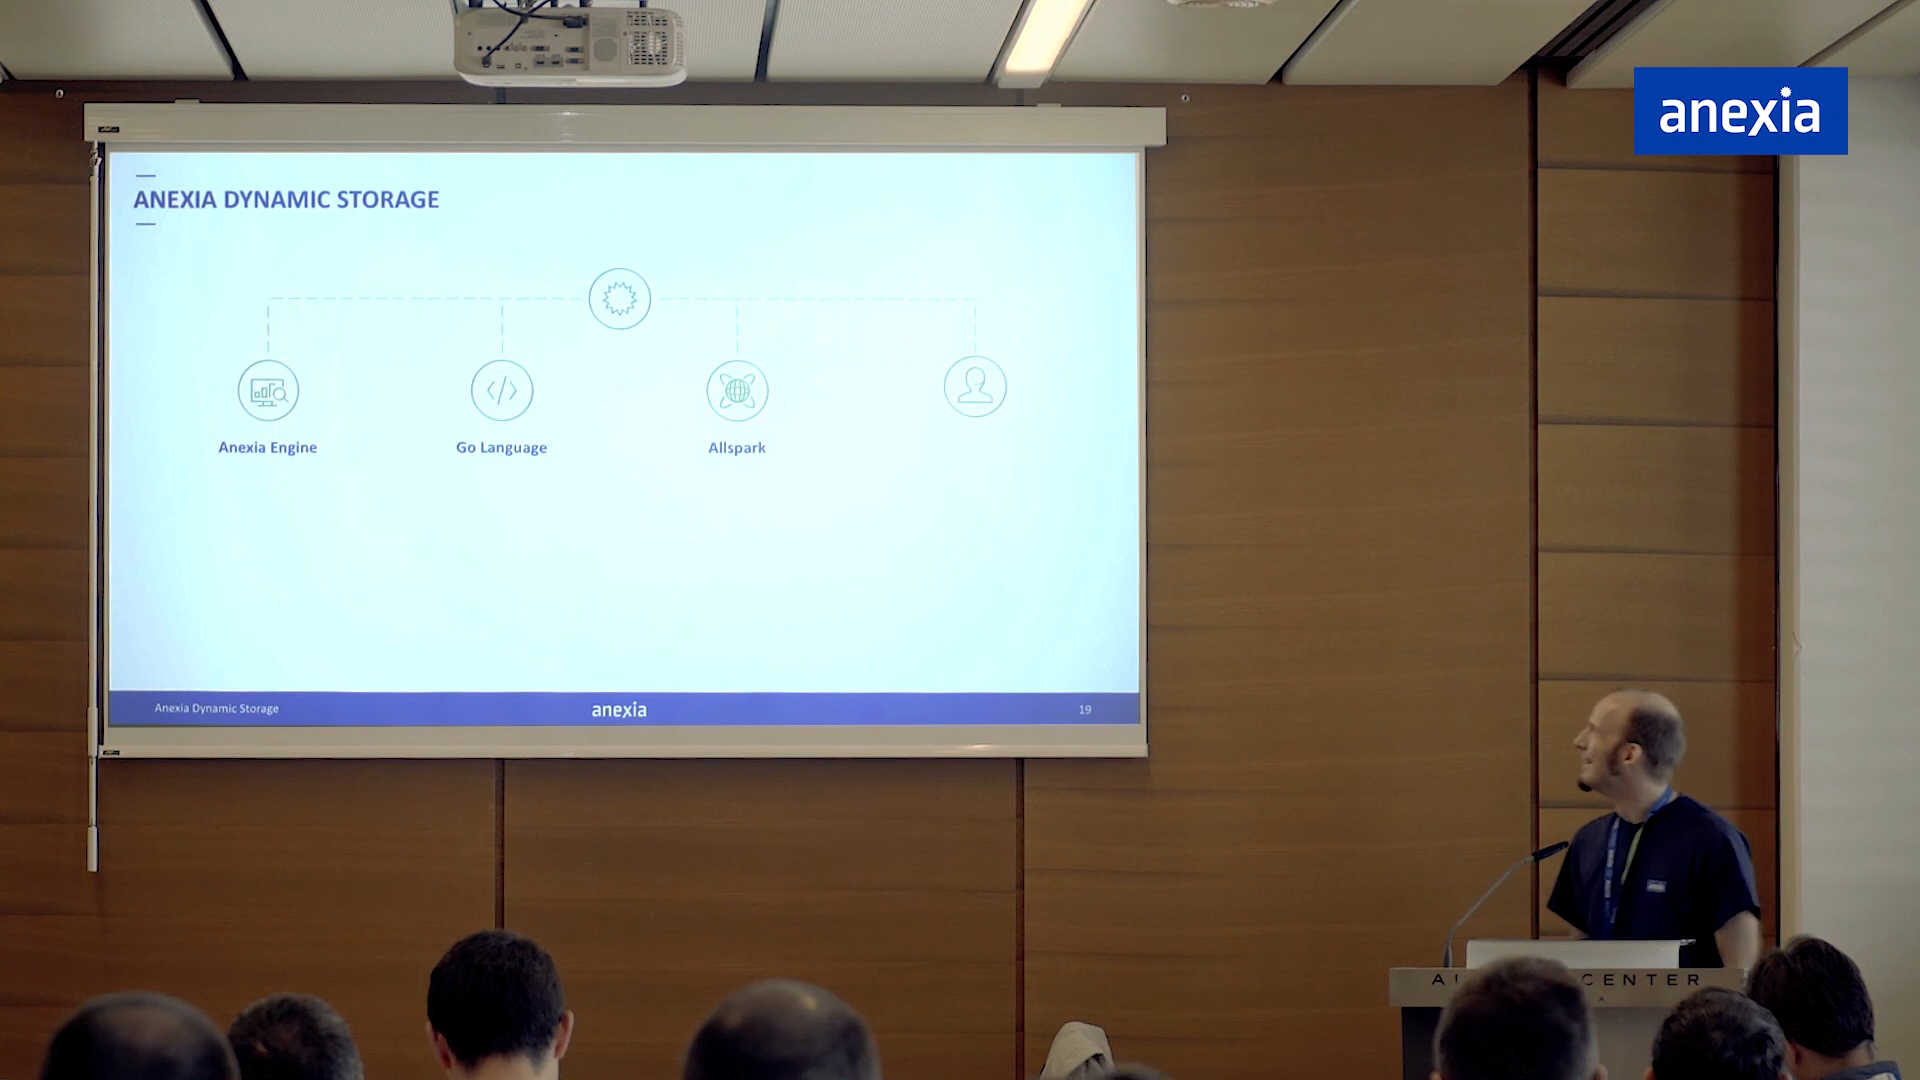 anexia
ANEXIA DYNAMIC STORAGE
Anexia Engine
Go Language
Allspark
Anexia Dynamic Storage
anexia
19
CENTER